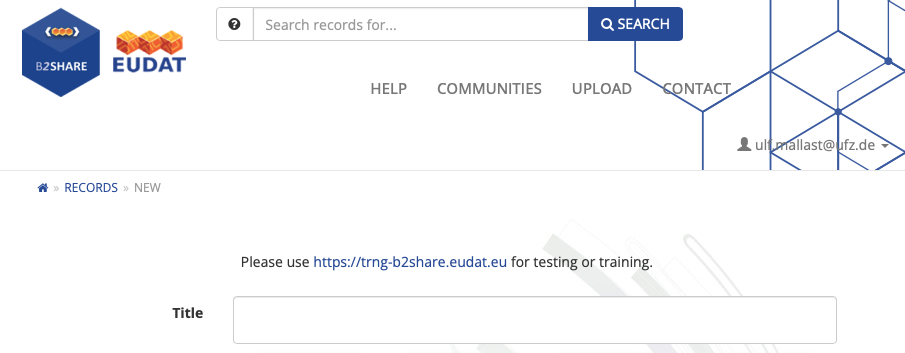 B2SHARE
EUDAT
Search records for...
SEARCH
HELP COMMUNITIES UPLOAD CONTACT
ulf.mallast@ufz.de
» RECORDS » NEW
Please use https://trng-b2share.eudat.eu for testing or training.
Title